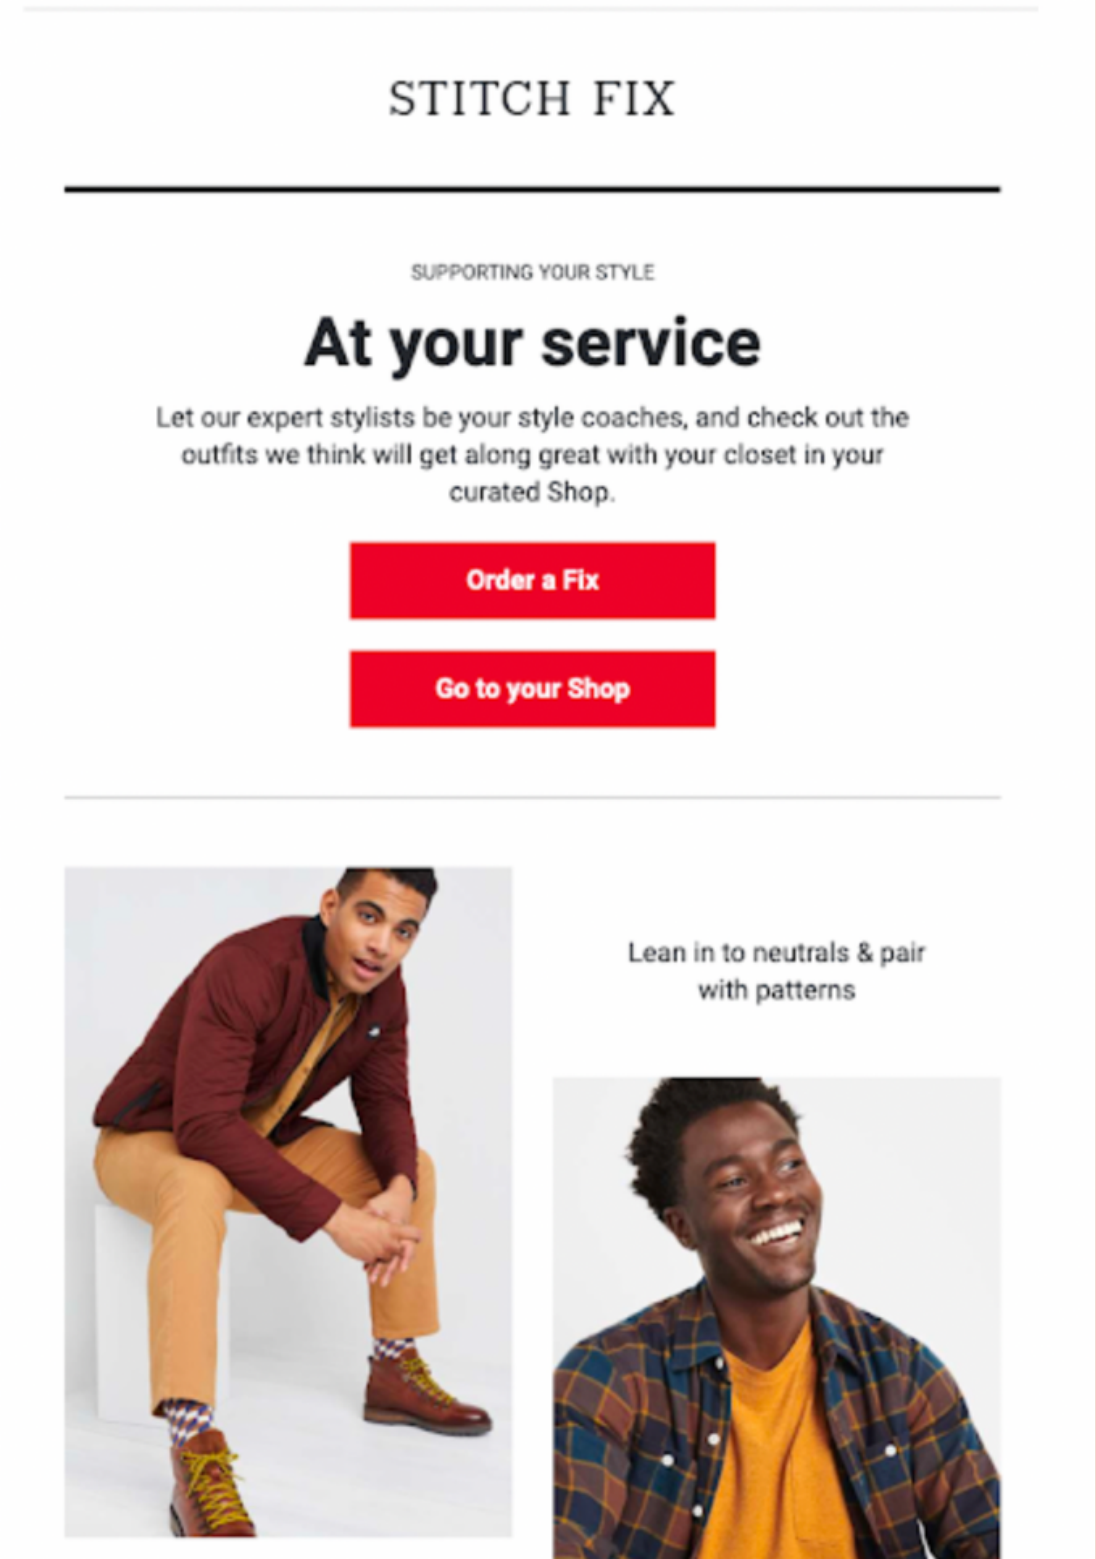 STITCH FIX
SUPPORTING YOUR STYLE
At your service
Let our expert stylists be your style coaches, and check out the
outfits we think will get along great with your closet in your
curated Shop.
Order a Fix
Go to your Shop
Lean in to neutrals & pair
with patterns